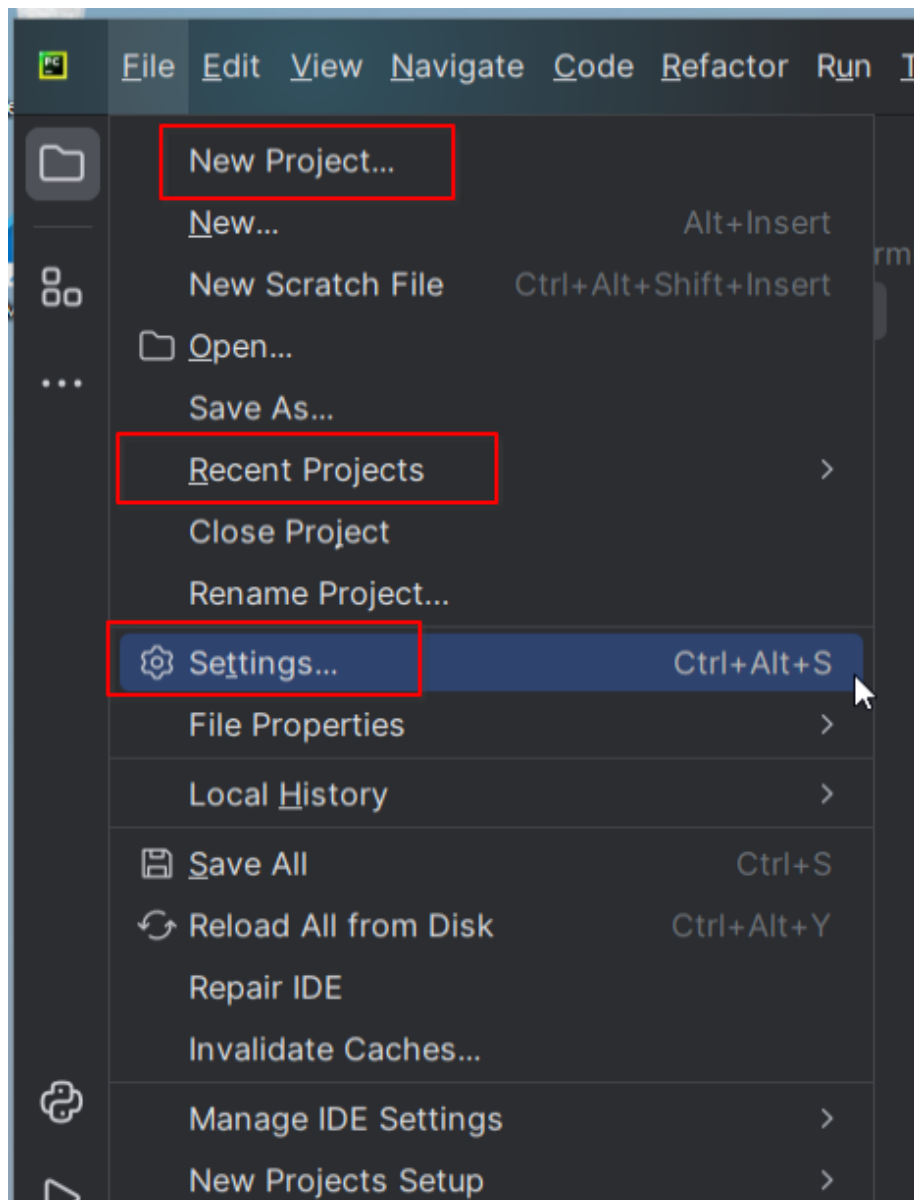 PC
File Edit View Navigate Code Refactor Run
New Project...
New... Alt+Insert
rm
New Scratch File Ctrl+Alt+Shift+Insert
Open...
Save As...
Recent Projects
Close Project
Rename Project...
Settings... Ctrl+Alt+S
File Properties
Local History
Save All Ctrl+S
Reload All from Disk Ctrl+Alt+Y
Repair IDE
Invalidate Caches...
Manage IDE Settings
New Projects Setup